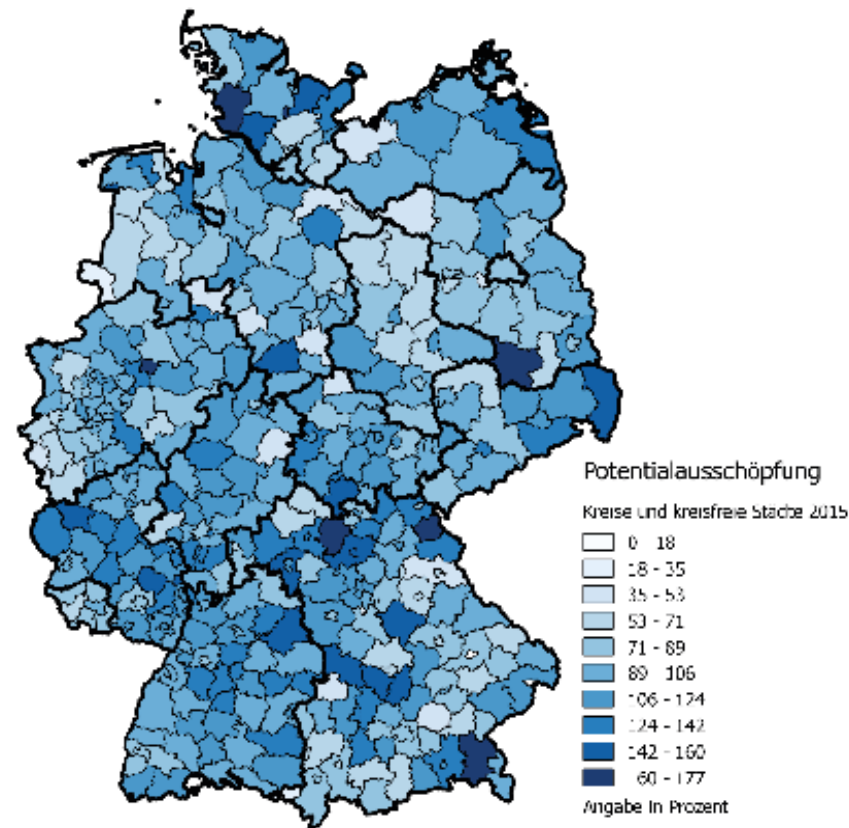 Potentialausschöpfung
Kreise und kreisfreie Städte 2015
0 - 18
18 - 35
35 - 53
53 - 71
71 - 89
89 - 106
106 - 124
124 - 142
142 - 160
60 - 177
Angabe in Prozent